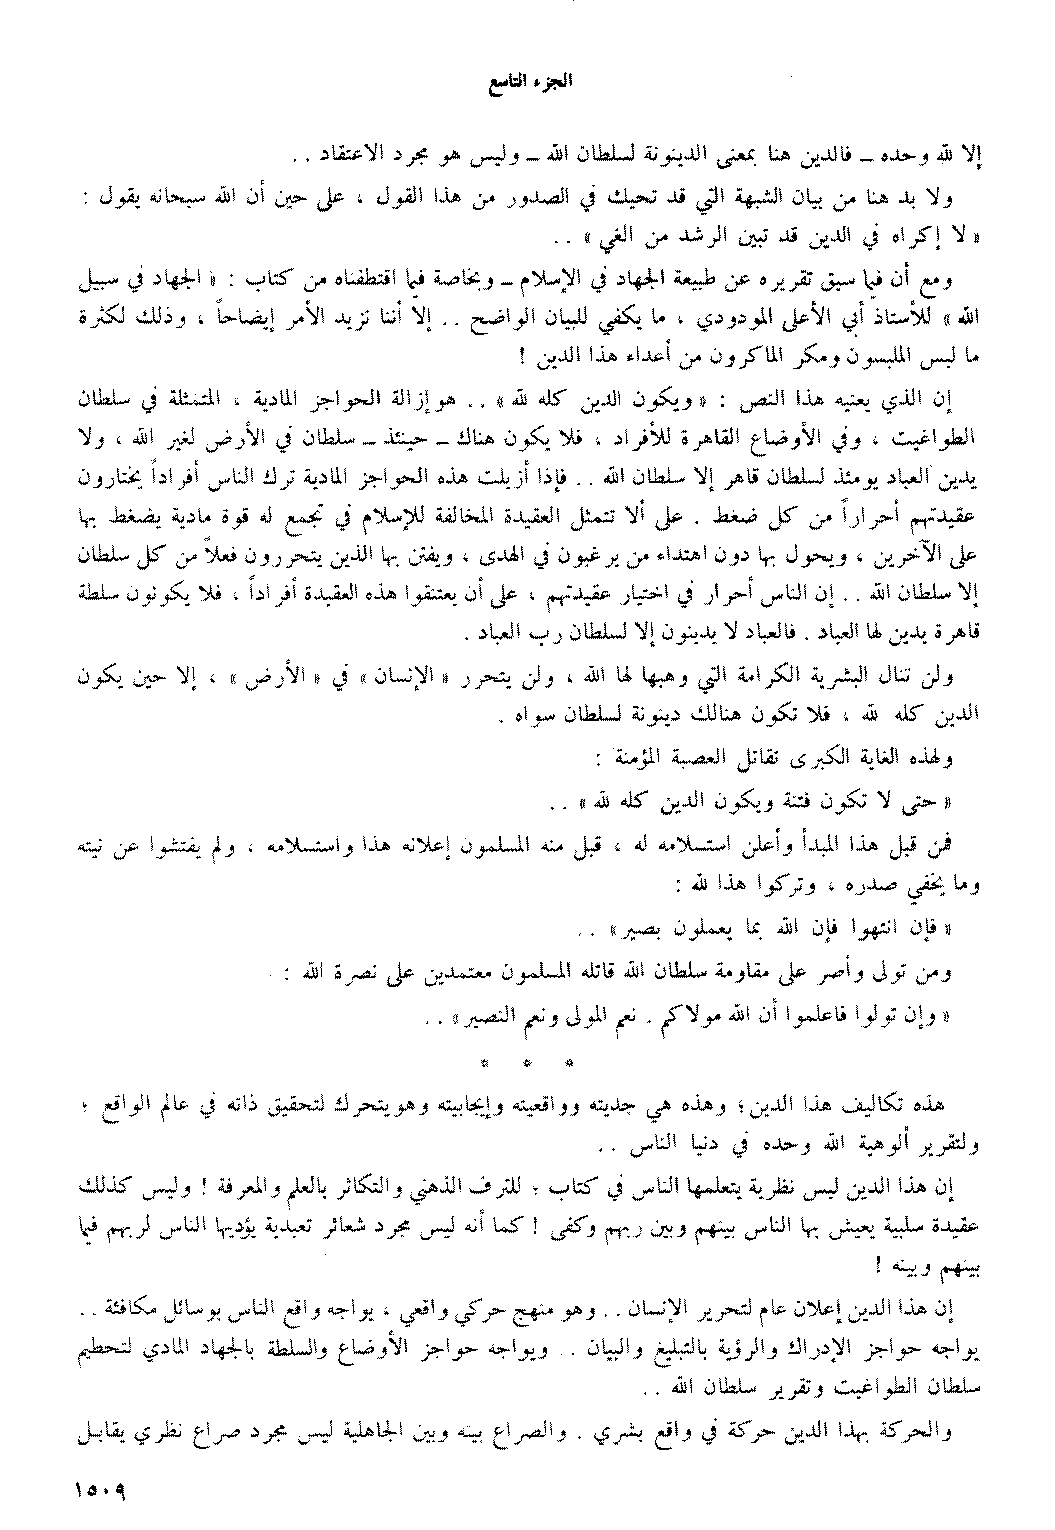 الجزء التاسع
إلا لله وحده ــ فالدين هنا بمعنى الدينونة لسلطان الله ــ وليس هو مجرد الاعتقاد . .
ولا بد هنا من بيان الشبهة التي قد تحيك في الصدور من هذا القول ، على حين أن الله سبحانه يقول :
« لا إكراه في الدين قد تبين الرشد من الغي » . .
ومع أن فيما سبق تقريره عن طبيعة الجهاد في الإسلام ــ وبخاصة فيما اقتطفناه من كتاب : « الجهاد في سبيل
الله » للأستاذ أبي الأعلى المودودي ، ما يكفي للبيان الواضح . . إلا أننا نزيد الأمر إيضاحاً ، وذلك لكثرة
ما لبس الملبسون ومكر الماكرون من أعداء هذا الدين !
إن الذي يعنيه هذا النص : « ويكون الدين كله لله » . . هو إزالة الحواجز المادية ، المتمثلة في سلطان
الطواغيت ، وفي الأوضاع القاهرة للأفراد ، فلا يكون هناك ــ حينئذ ــ سلطان في الأرض لغير الله ، ولا
يدين العباد يومئذ لسلطان قاهر إلا سلطان الله . . فإذا أزيلت هذه الحواجز المادية ترك الناس أفراداً يختارون
عقيدتهم أحراراً من كل ضغط . على ألا تتمثل العقيدة المخالفة للإسلام في تجمع له قوة مادية يضغط بها
على الآخرين ، ويحول بها دون اهتداء من يرغبون في الهدى ، ويفتن بها الذين يتحررون فعلاً من كل سلطان
إلا سلطان الله . . إن الناس أحرار في اختيار عقيدتهم ، على أن يعتنقوا هذه العقيدة أفراداً ، فلا يكونون سلطة
قاهرة يدين لها العباد . فالعباد لا يدينون إلا لسلطان رب العباد .
ولن تنال البشرية الكرامة التي وهبها لها الله ، ولن يتحرر « الإنسان » في « الأرض » ، إلا حين يكون
الدين كله لله ، فلا تكون هنالك دينونة لسلطان سواه .
ولهذه الغاية الكبرى تقاتل العصبة المؤمنة :
« حتى لا تكون فتنة ويكون الدين كله لله » . .
فمن قبل هذا المبدأ وأعلن استسلامه له ، قبل منه المسلمون إعلانه هذا واستسلامه ، ولم يفتشوا عن نيته
وما يخفي صدره ، وتركوا هذا لله :
« فإن انتهوا فإن الله بما يعملون بصير » . .
ومن تولى وأصر على مقاومة سلطان الله قاتله المسلمون معتمدين على نصرة الله :
« وإن تولوا فاعلموا أن الله مولاكم . نعم المولى ونعم النصير » . .
* * *
هذه تكاليف هذا الدين ؛ وهذه هي جديته وواقعيته وإيجابيته وهو يتحرك لتحقيق ذاته في عالم الواقع ؛
ولتقرير ألوهية الله وحده في دنيا الناس . .
إن هذا الدين ليس نظرية يتعلمها الناس في كتاب ؛ للترف الذهني والتكاثر بالعلم والمعرفة ! وليس كذلك
عقيدة سلبية يعيش بها الناس بينهم وبين ربهم وكفى ! كما أنه ليس مجرد شعائر تعبدية يؤديها الناس لربهم فيما
بينهم وبينه !
إن هذا الدين إعلان عام لتحرير الإنسان . . وهو منهج حركي واقعي ، يواجه واقع الناس بوسائل مكافئة . .
يواجه حواجز الإدراك والرؤية بالتبليغ والبيان . . ويواجه حواجز الأوضاع والسلطة بالجهاد المادي لتحطيم
سلطان الطواغيت وتقرير سلطان الله . .
والحركة بهذا الدين حركة في واقع بشري . والصراع بينه وبين الجاهلية ليس مجرد صراع نظري يقابل
١٥٠٩